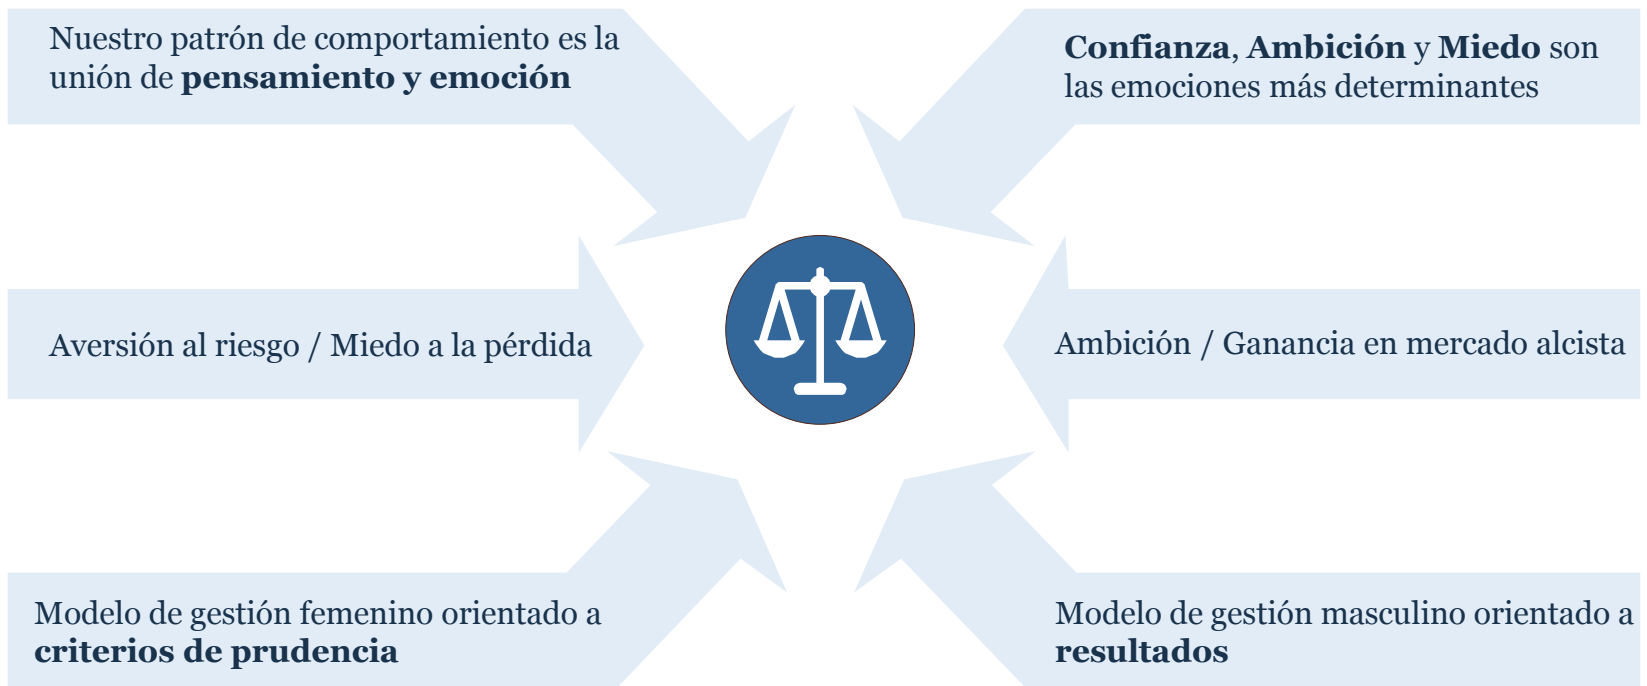 Nuestro patrón de comportamiento es la
unión de pensamiento y emoción
Confianza, Ambición y Miedo son
las emociones más determinantes
Aversión al riesgo / Miedo a la pérdida
Ambición / Ganancia en mercado alcista
Modelo de gestión femenino orientado a
criterios de prudencia
Modelo de gestión masculino orientado a
resultados